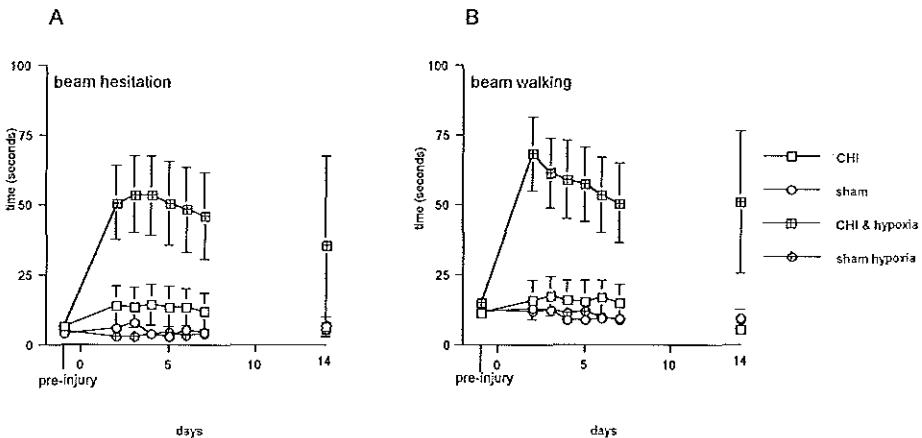 A
B
100
beam hesitation
75
50
25
0
time (seconds)
0
5
10
14
pre-injury
days
100
beam walking
75
50
25
0
time (seconds)
0
5
10
14
pre-injury
days
CHI
sham
CHI & hypoxia
sham hypoxia